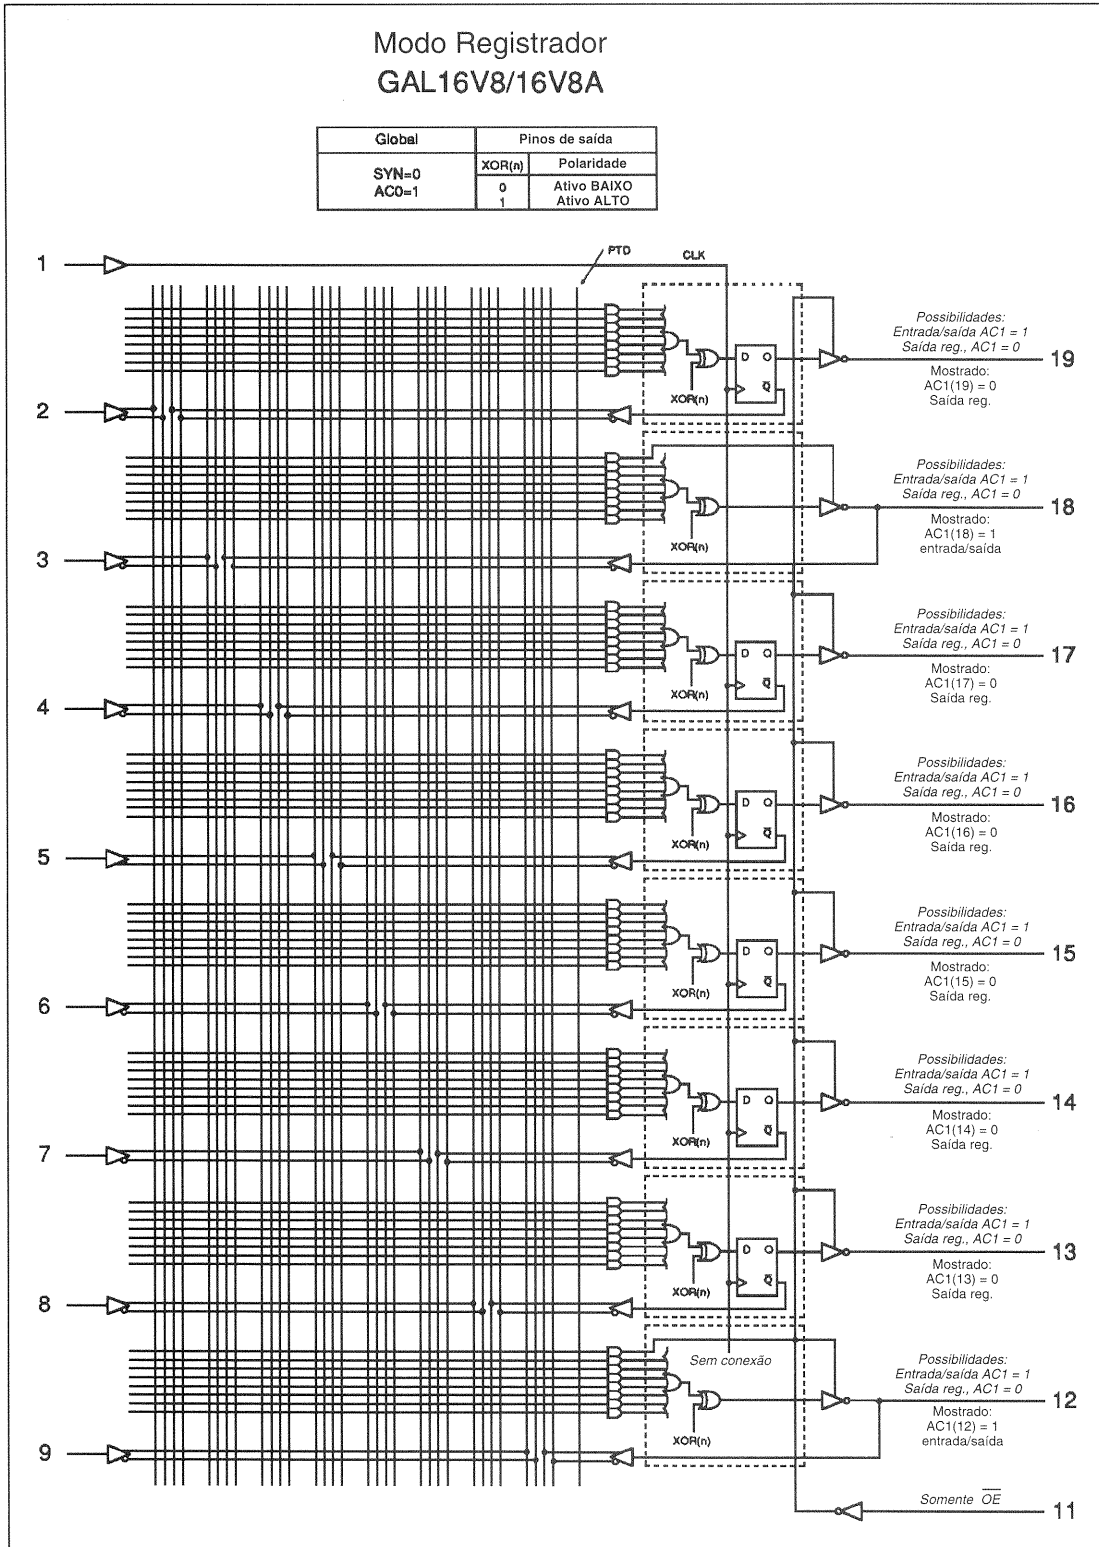 Modo Registrador
GAL16V8/16V8A
Global
Pinos de saída
SYN=0
AC0=1
XOR(n)
Polaridade
0
Ativo BAIXO
1
Ativo ALTO
PTD
CLK
1
XOR(n)
D Q
Q̅
Possibilidades:
Entrada/saída AC1 = 1
Saída reg., AC1 = 0
19
Mostrado:
AC1(19) = 0
Saída reg.
2
XOR(n)
Possibilidades:
Entrada/saída AC1 = 1
Saída reg., AC1 = 0
18
Mostrado:
AC1(18) = 1
entrada/saída
3
XOR(n)
D Q
Q̅
Possibilidades:
Entrada/saída AC1 = 1
Saída reg., AC1 = 0
17
Mostrado:
AC1(17) = 0
Saída reg.
4
XOR(n)
D Q
Q̅
Possibilidades:
Entrada/saída AC1 = 1
Saída reg., AC1 = 0
16
Mostrado:
AC1(16) = 0
Saída reg.
5
XOR(n)
D Q
Q̅
Possibilidades:
Entrada/saída AC1 = 1
Saída reg., AC1 = 0
15
Mostrado:
AC1(15) = 0
Saída reg.
6
XOR(n)
D Q
Q̅
Possibilidades:
Entrada/saída AC1 = 1
Saída reg., AC1 = 0
14
Mostrado:
AC1(14) = 0
Saída reg.
7
XOR(n)
D Q
Q̅
Possibilidades:
Entrada/saída AC1 = 1
Saída reg., AC1 = 0
13
Mostrado:
AC1(13) = 0
Saída reg.
8
Sem conexão
XOR(n)
Possibilidades:
Entrada/saída AC1 = 1
Saída reg., AC1 = 0
12
Mostrado:
AC1(12) = 1
entrada/saída
9
Somente O̅E̅
11